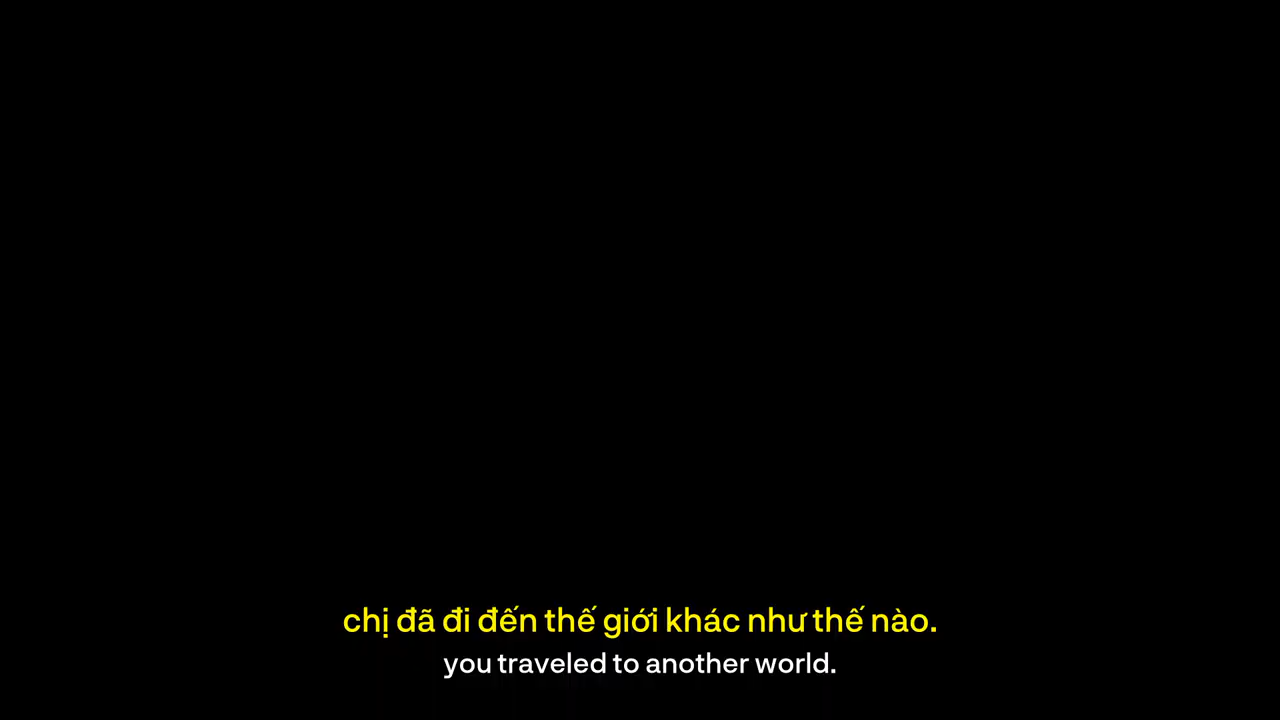 chị đã đi đến thế giới khác như thế nào.
you traveled to another world.